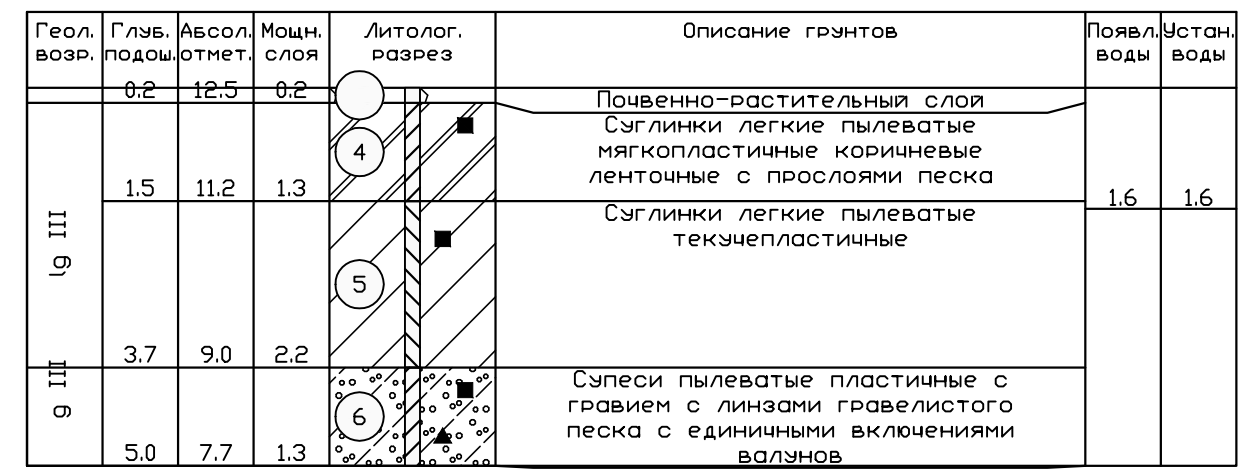 Геол. Глуб. Абсол. Мощн. Литолог. Описание грунтов Появл. Устан.
возр. подош. отмет. слоя разрез воды воды
0.2 12.5 0.2 Почвенно-растительный слой
Суглинки легкие пылеватые
4 мягкопластичные коричневые
1.5 11.2 1.3 ленточные с прослоями песка
1.6 1.6
lg III Суглинки легкие пылеватые
текучепластичные
5
3.7 9.0 2.2
g III Супеси пылеватые пластичные с
6 гравием с линзами гравелистого
песка с единичными включениями
5.0 7.7 1.3 валунов